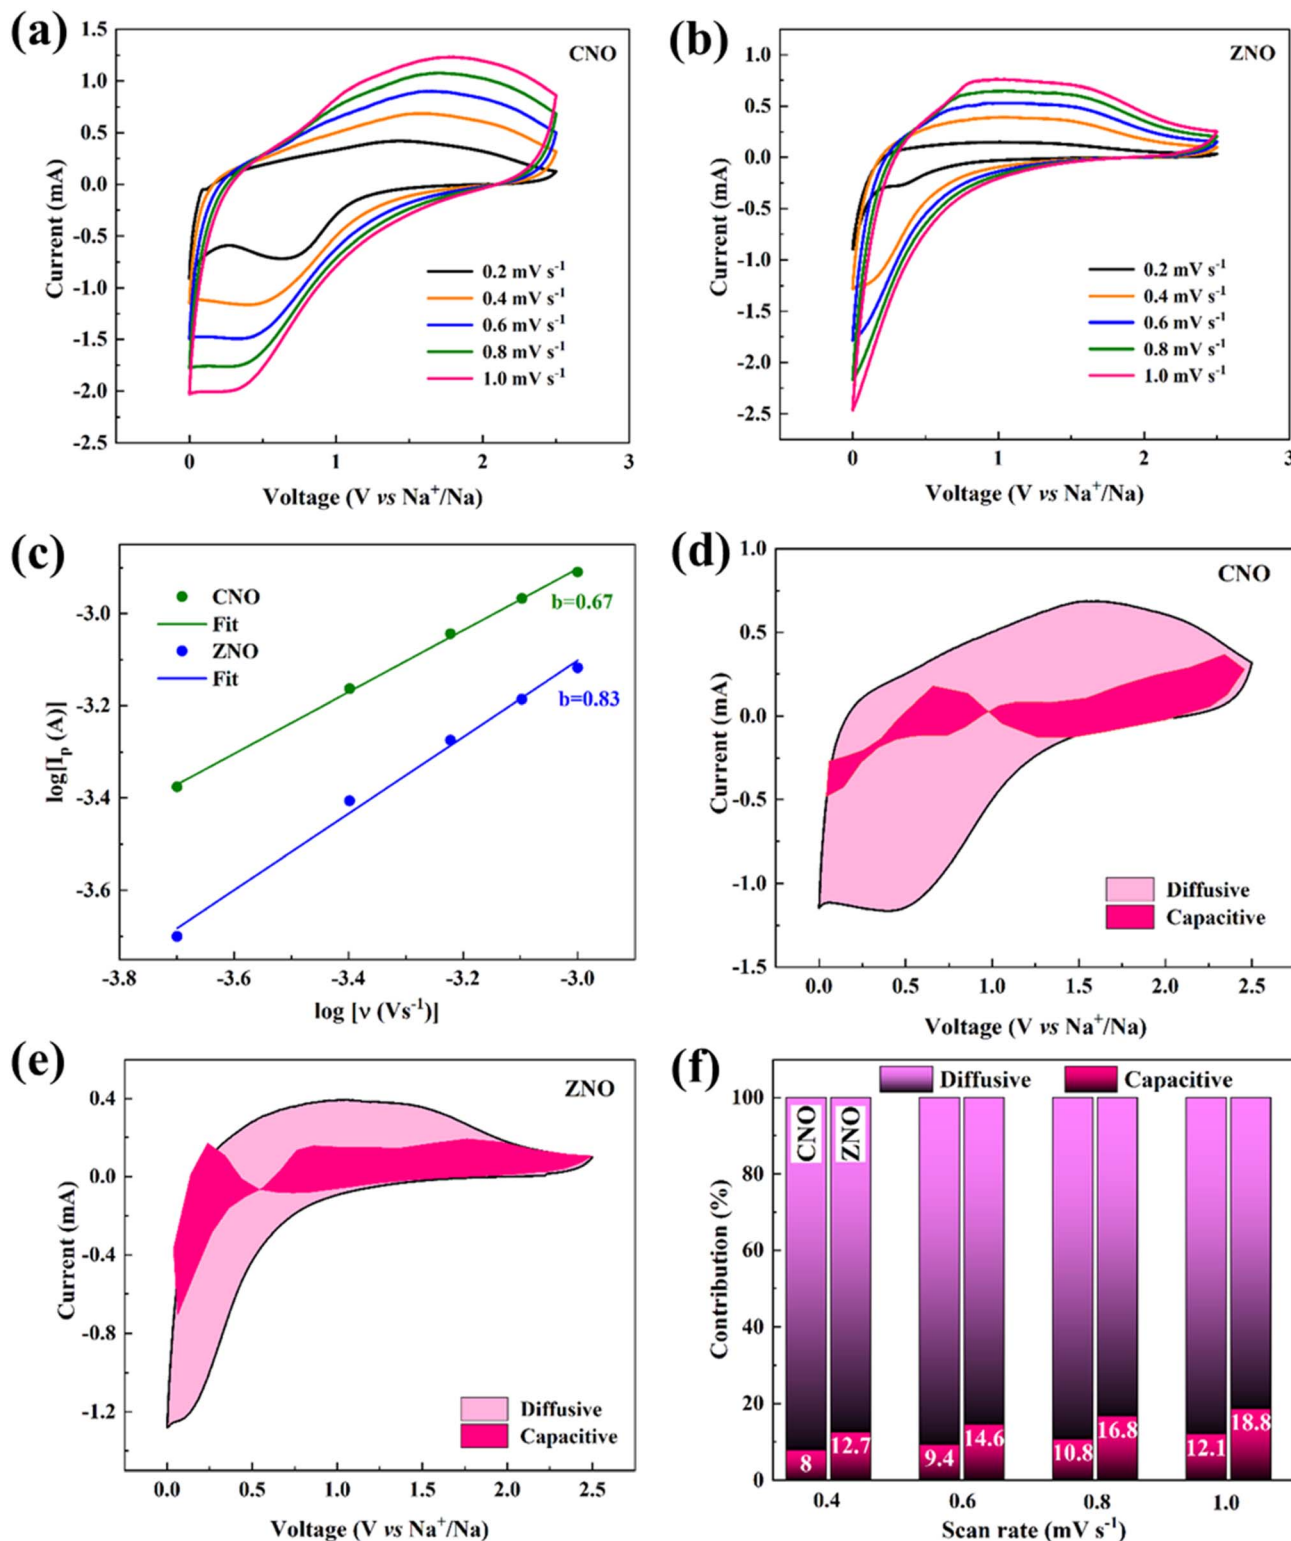 (a)
CNO
1.5
1.0
0.5
0.0
-0.5
-1.0
-1.5
-2.0
-2.5
Current (mA)
0.2 mV s⁻¹
0.4 mV s⁻¹
0.6 mV s⁻¹
0.8 mV s⁻¹
1.0 mV s⁻¹
0 1 2 3
Voltage (V vs Na⁺/Na)
(b)
ZNO
1.0
0.5
0.0
-0.5
-1.0
-1.5
-2.0
-2.5
Current (mA)
0.2 mV s⁻¹
0.4 mV s⁻¹
0.6 mV s⁻¹
0.8 mV s⁻¹
1.0 mV s⁻¹
0 1 2 3
Voltage (V vs Na⁺/Na)
(c)
CNO
Fit
ZNO
Fit
b=0.67
b=0.83
-3.0
-3.2
-3.4
-3.6
log[Iₚ (A)]
-3.8 -3.6 -3.4 -3.2 -3.0
log [ν (Vs⁻¹)]
(d)
CNO
1.0
0.5
0.0
-0.5
-1.0
-1.5
Current (mA)
Diffusive
Capacitive
0.0 0.5 1.0 1.5 2.0 2.5
Voltage (V vs Na⁺/Na)
(e)
ZNO
0.4
0.0
-0.4
-0.8
-1.2
Current (mA)
Diffusive
Capacitive
0.0 0.5 1.0 1.5 2.0 2.5
Voltage (V vs Na⁺/Na)
(f)
Diffusive Capacitive
100
80
60
40
20
0
Contribution (%)
CNO
ZNO
8 12.7 9.4 14.6 10.8 16.8 12.1 18.8
0.4 0.6 0.8 1.0
Scan rate (mV s⁻¹)